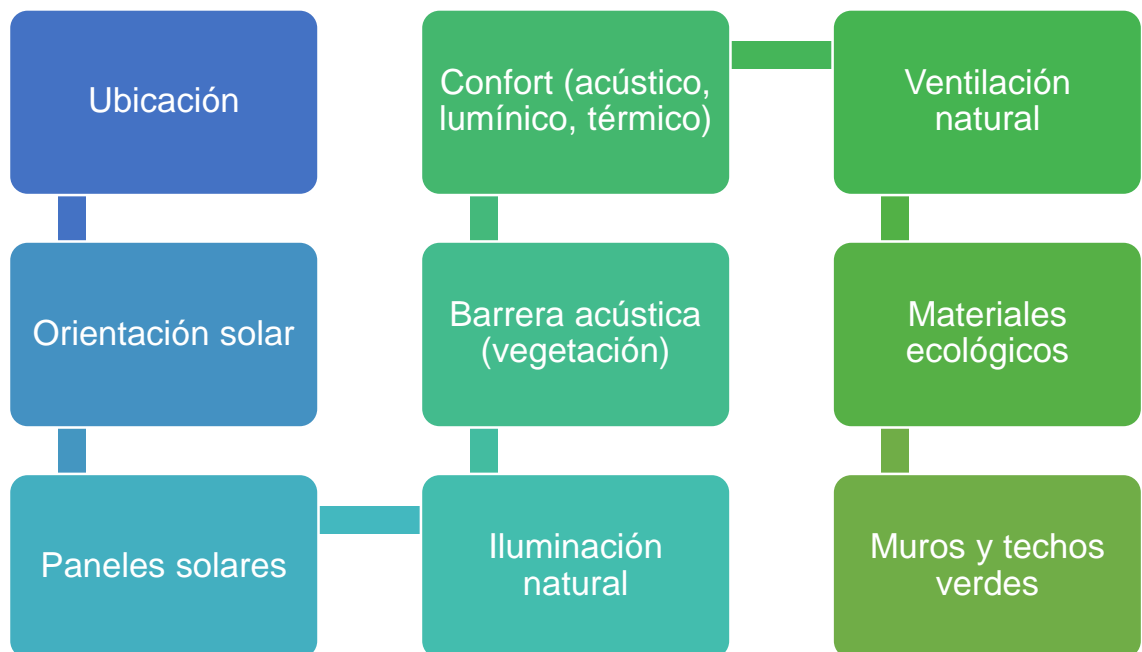 Ubicación
Orientación solar
Paneles solares
Iluminación
natural
Barrera acústica
(vegetación)
Confort (acústico,
lumínico, térmico)
Ventilación
natural
Materiales
ecológicos
Muros y techos
verdes